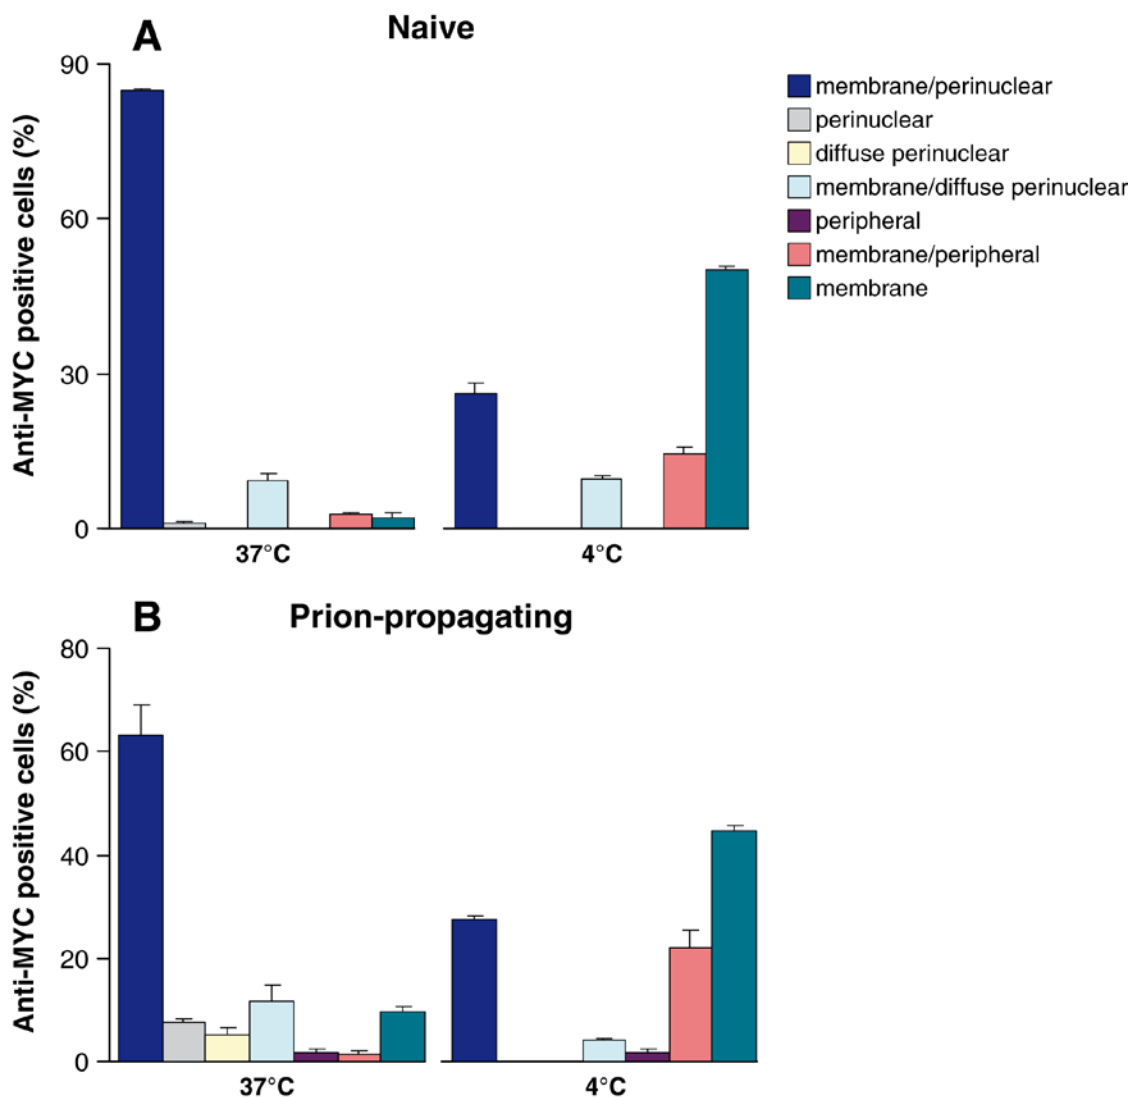 A
Naive
Anti-MYC positive cells (%)
90
60
30
0
37°C
4°C
membrane/perinuclear
perinuclear
diffuse perinuclear
membrane/diffuse perinuclear
peripheral
membrane/peripheral
membrane
B
Prion-propagating
Anti-MYC positive cells (%)
80
60
40
20
0
37°C
4°C